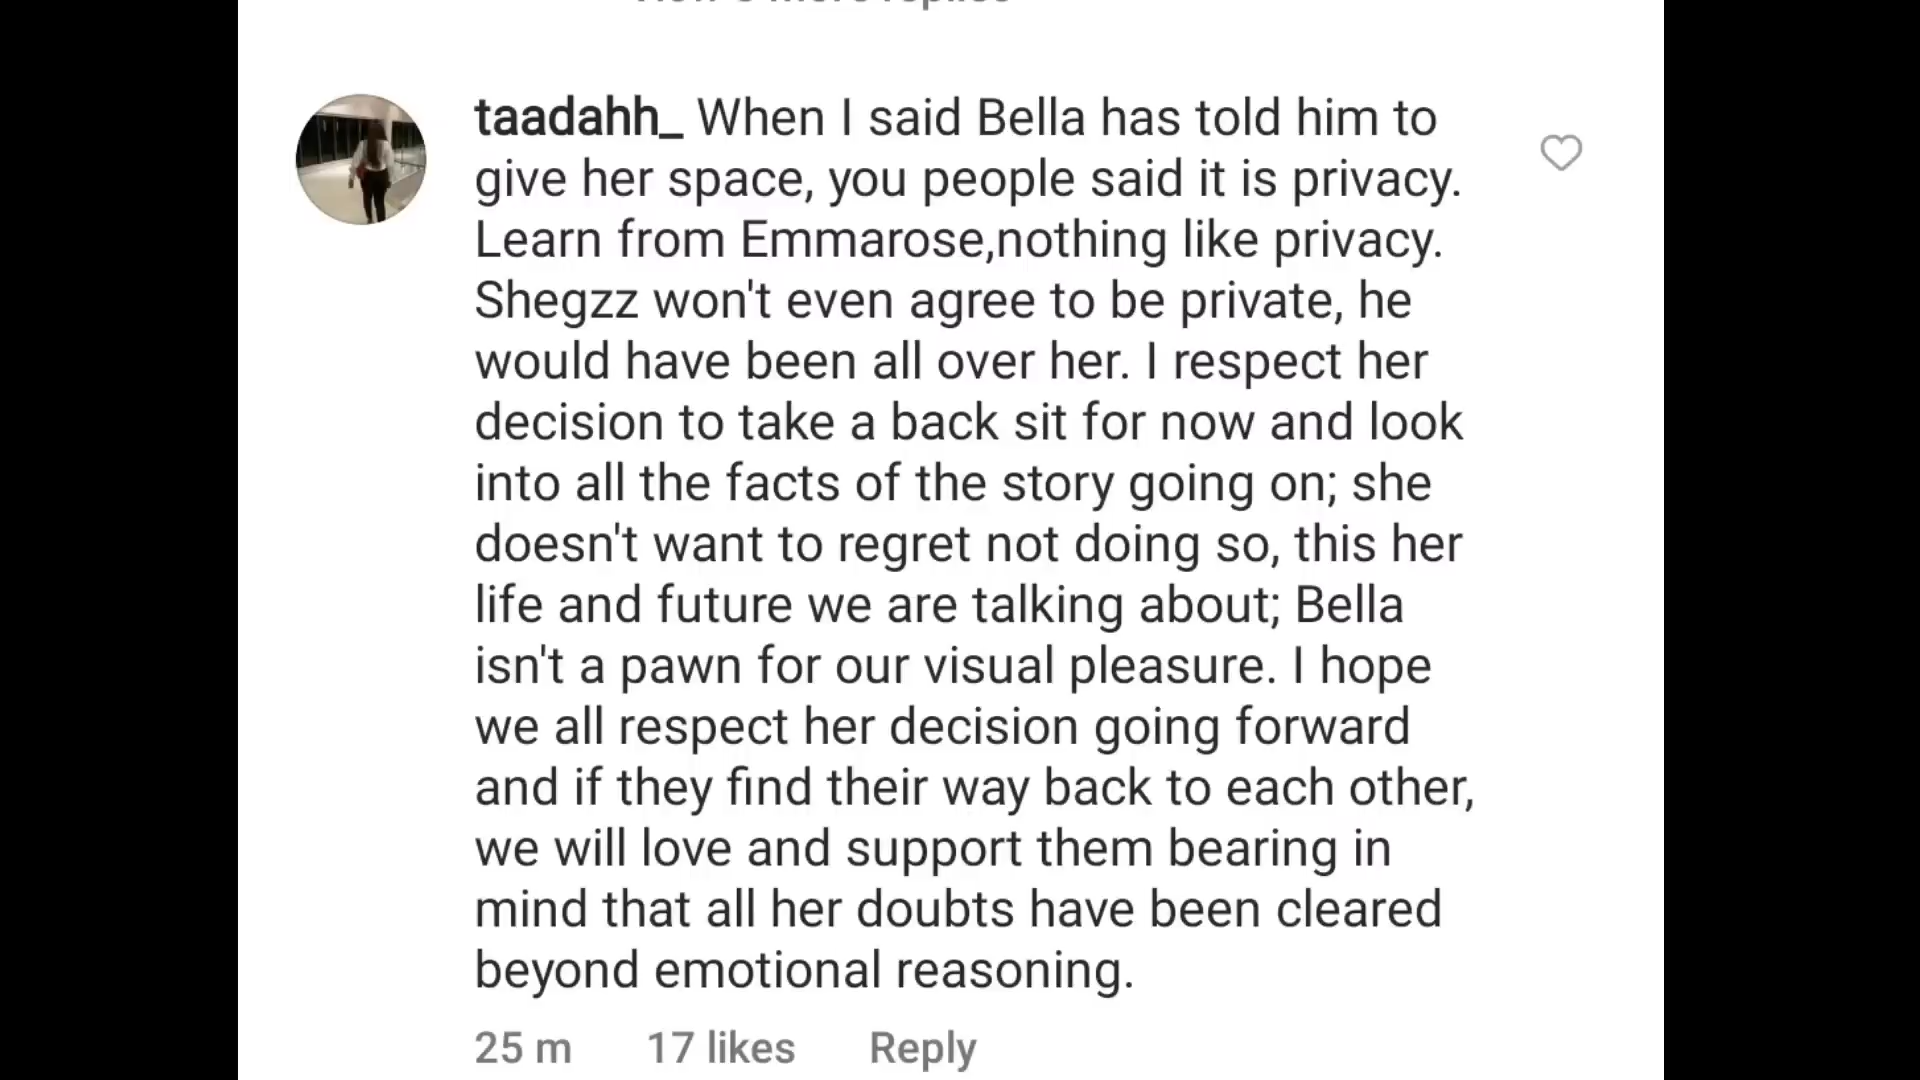 taadahh_ When I said Bella has told him to
give her space, you people said it is privacy.
Learn from Emmarose,nothing like privacy.
Shegzz won't even agree to be private, he
would have been all over her. I respect her
decision to take a back sit for now and look
into all the facts of the story going on; she
doesn't want to regret not doing so, this her
life and future we are talking about; Bella
isn't a pawn for our visual pleasure. I hope
we all respect her decision going forward
and if they find their way back to each other,
we will love and support them bearing in
mind that all her doubts have been cleared
beyond emotional reasoning.
25 m 17 likes Reply